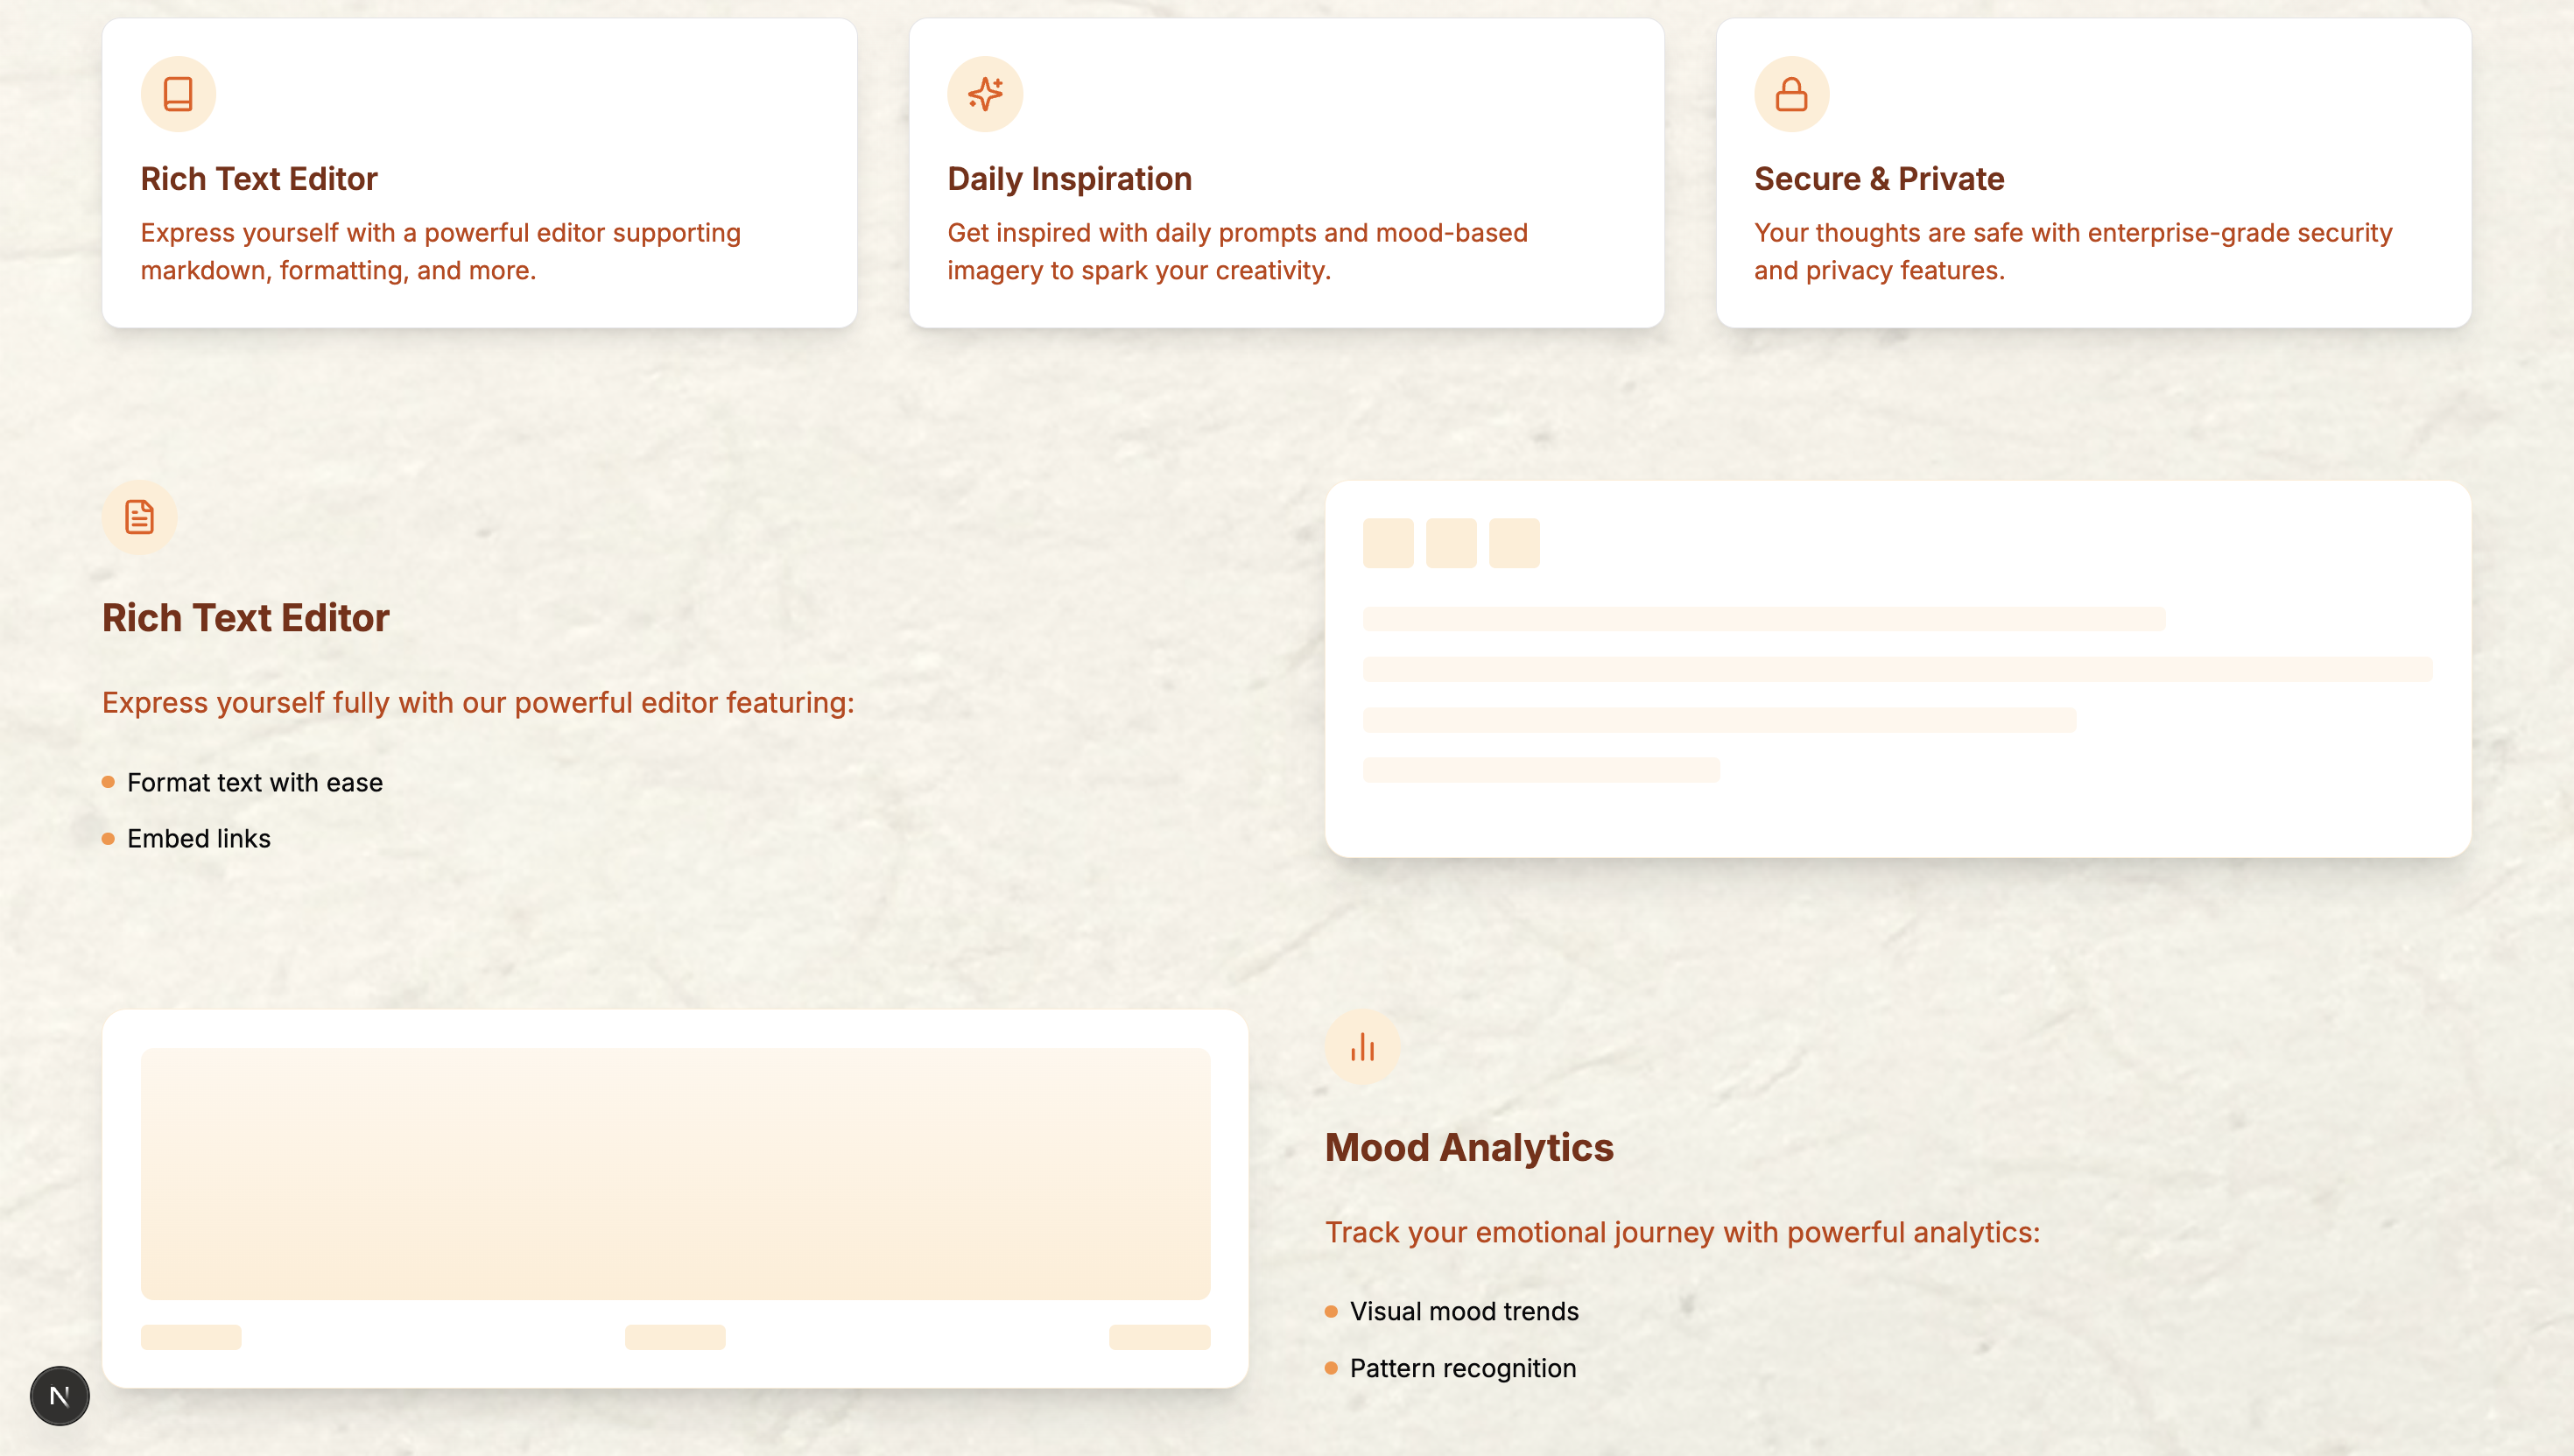 Rich Text Editor
Express yourself with a powerful editor supporting
markdown, formatting, and more.
Daily Inspiration
Get inspired with daily prompts and mood-based
imagery to spark your creativity.
Secure & Private
Your thoughts are safe with enterprise-grade security
and privacy features.
Rich Text Editor
Express yourself fully with our powerful editor featuring:
Format text with ease
Embed links
Mood Analytics
Track your emotional journey with powerful analytics:
Visual mood trends
Pattern recognition
N